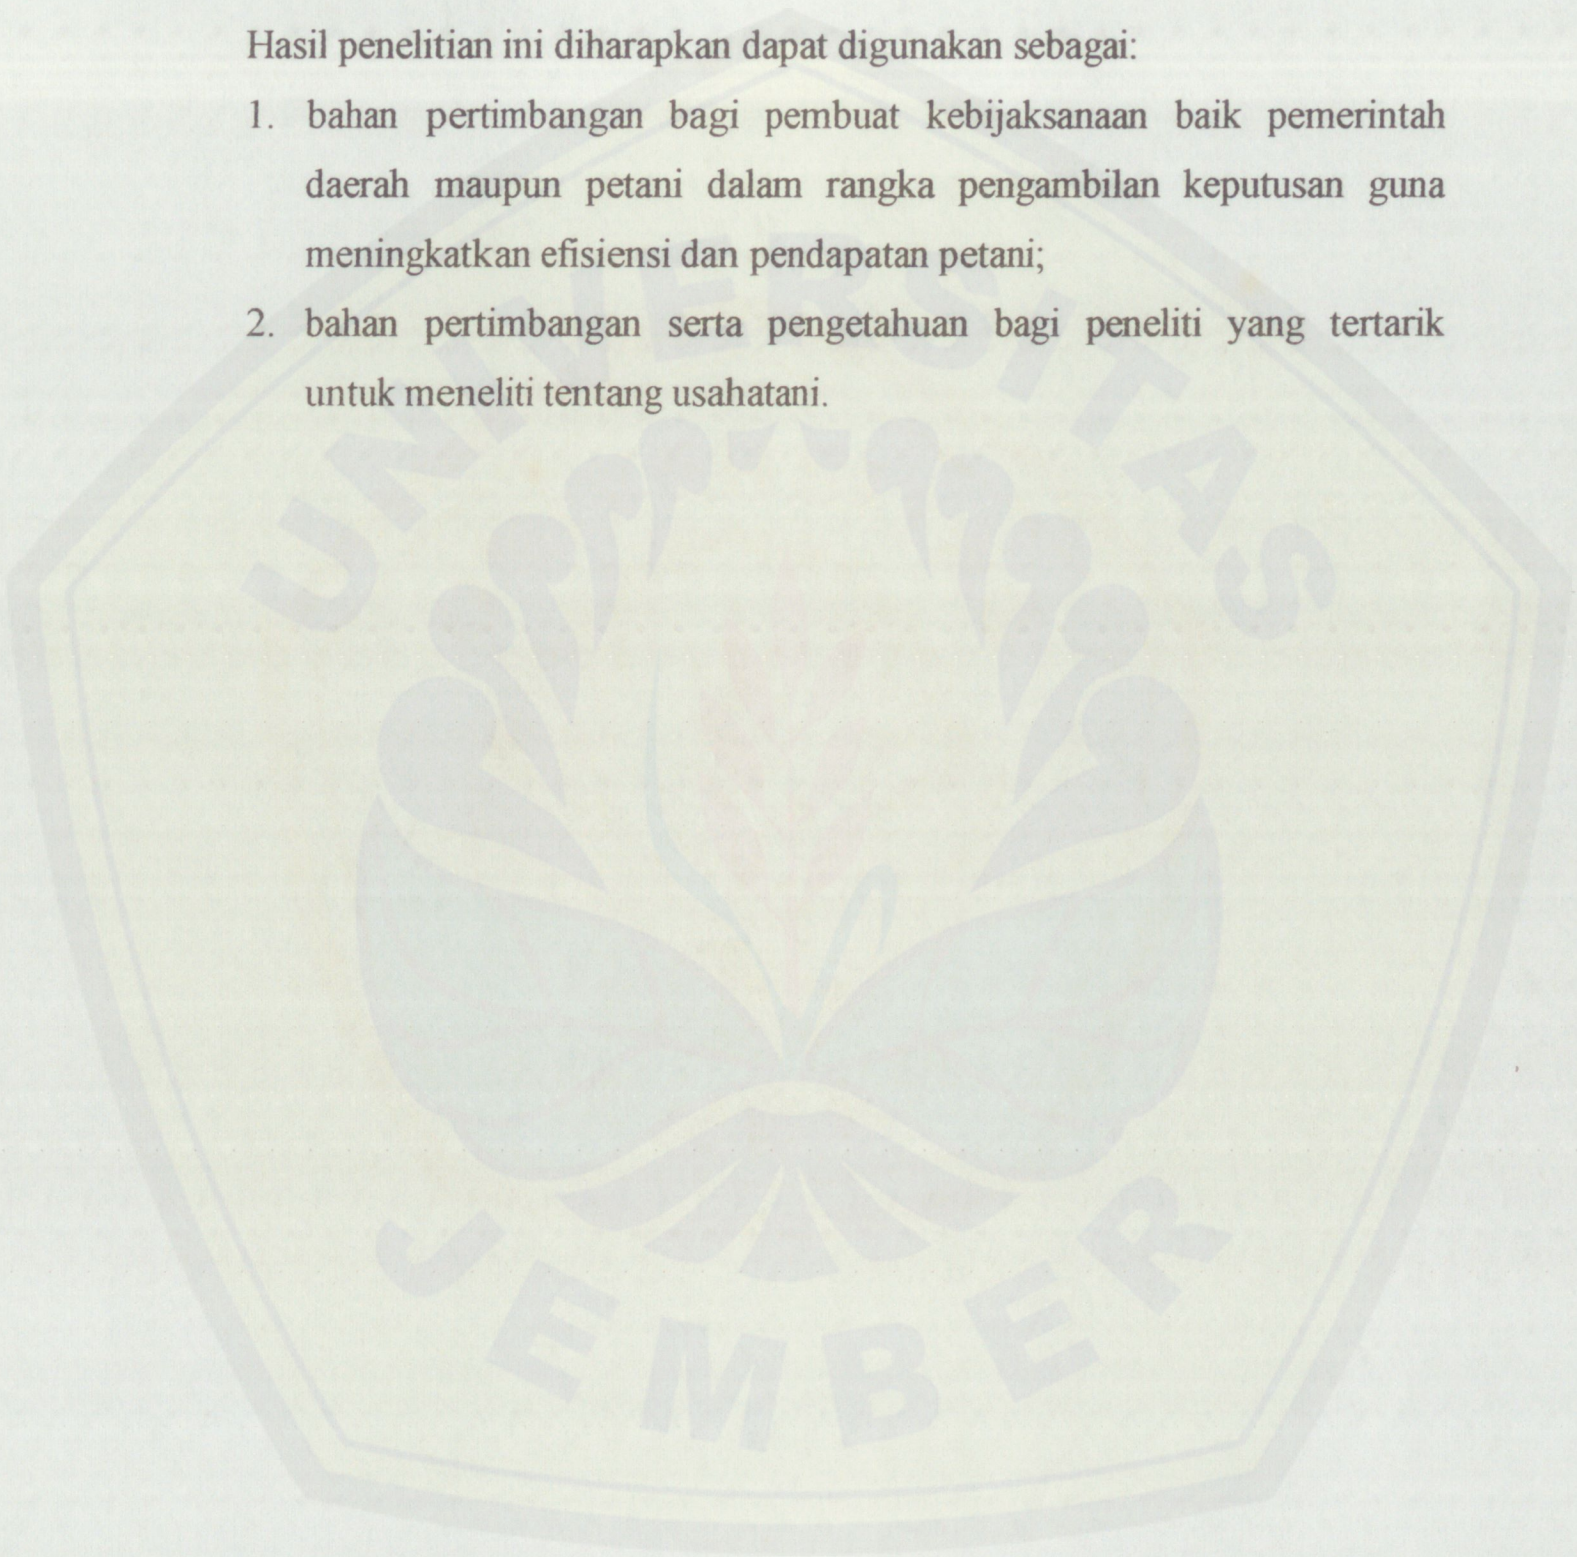 Hasil penelitian ini diharapkan dapat digunakan sebagai:
1. bahan pertimbangan bagi pembuat kebijaksanaan baik pemerintah
daerah maupun petani dalam rangka pengambilan keputusan guna
meningkatkan efisiensi dan pendapatan petani;
2. bahan pertimbangan serta pengetahuan bagi peneliti yang tertarik
untuk meneliti tentang usahatani.
UNIVERSITAS
JEMBER